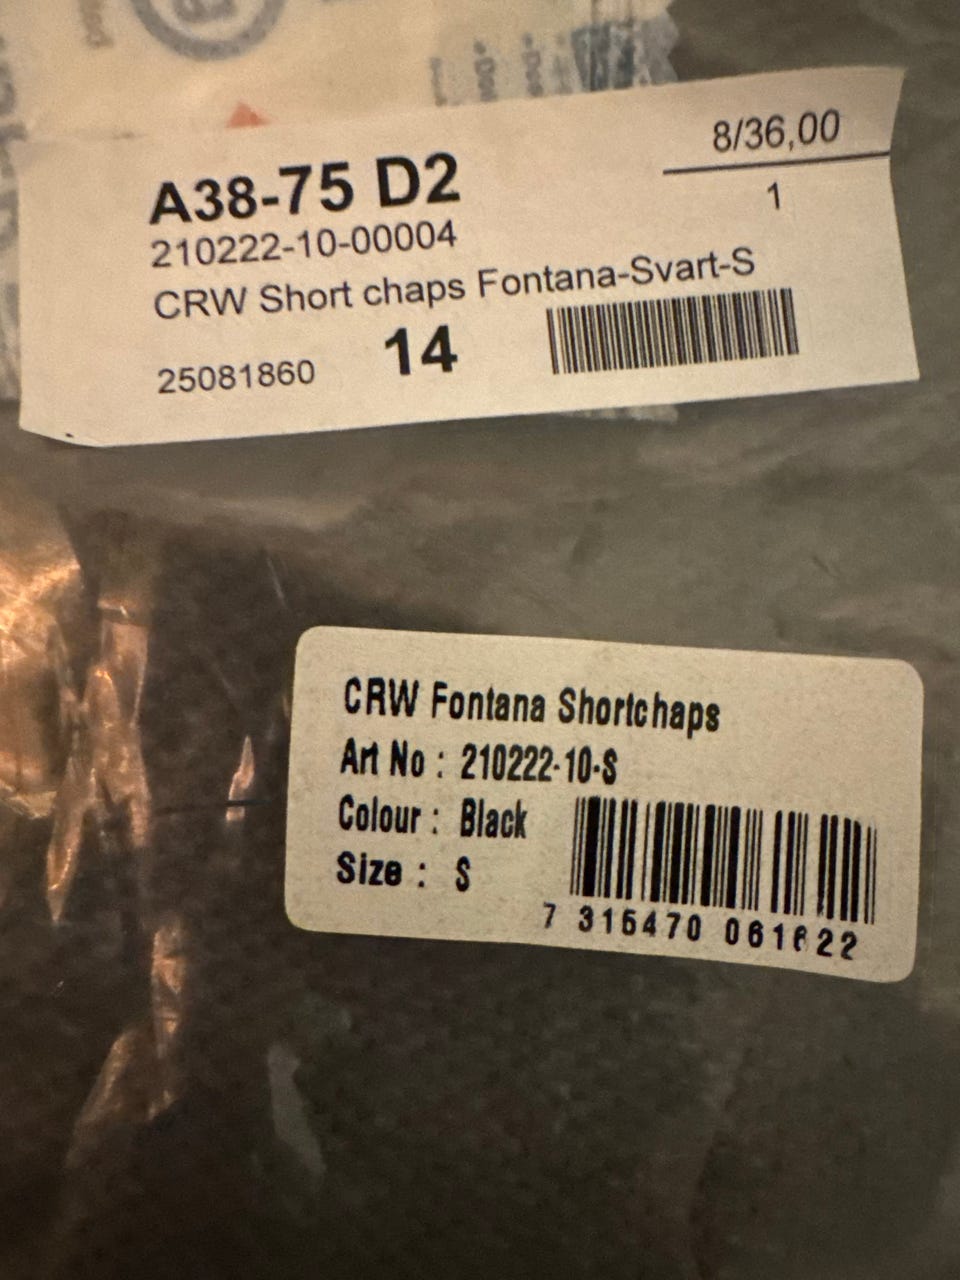 8/36,00
A38-75 D2
1
210222-10-00004
CRW Short chaps Fontana-Svart-S
25081860 14
CRW Fontana Shortchaps
Art No : 210222-10-S
Colour : Black
Size : S
7 315470 061622